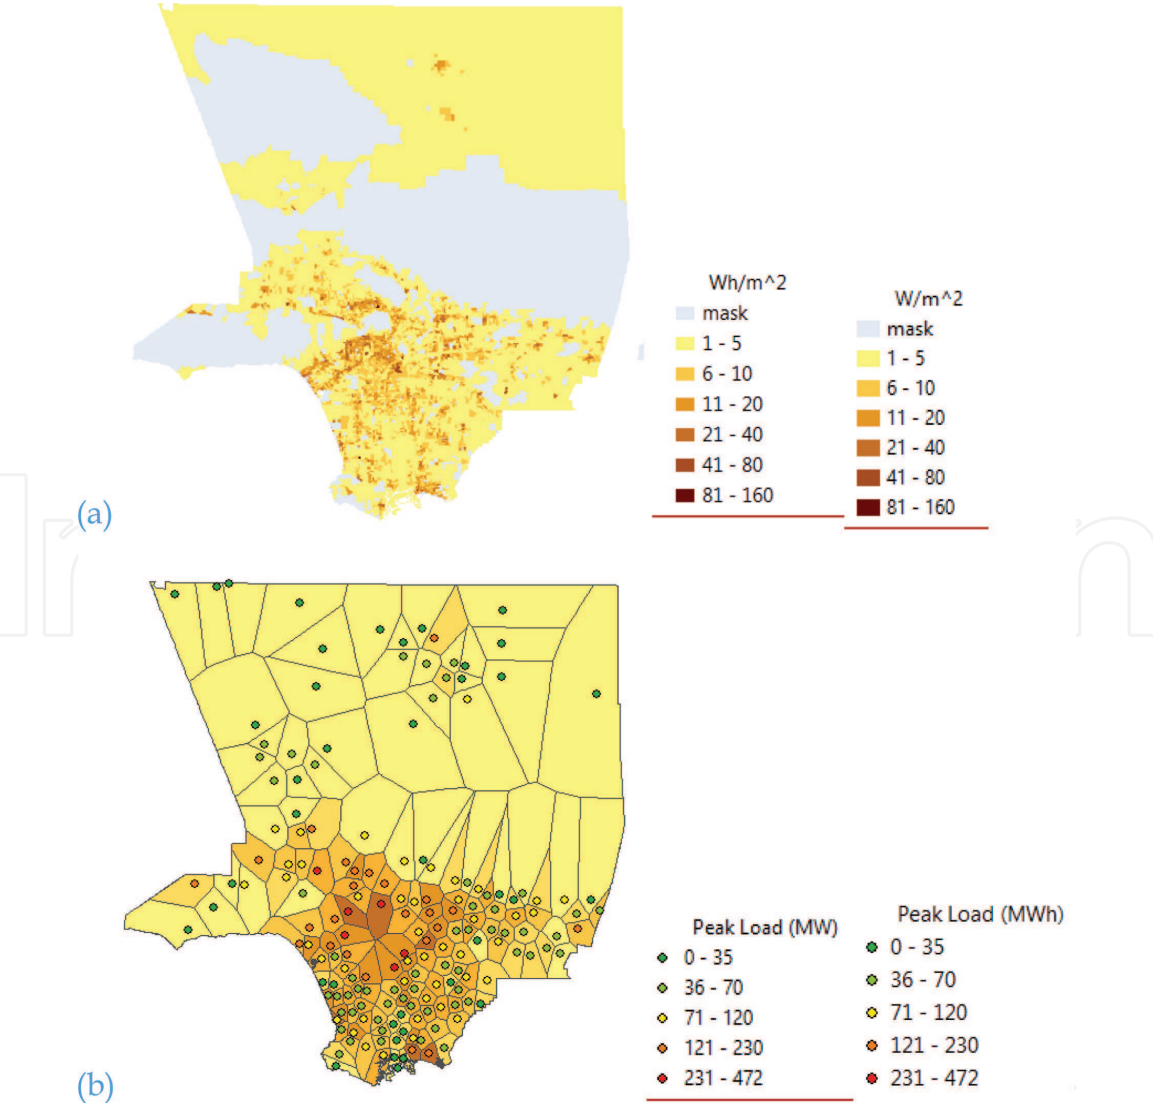 Wh/m^2
mask
1 - 5
6 - 10
11 - 20
21 - 40
41 - 80
81 - 160
W/m^2
mask
1 - 5
6 - 10
11 - 20
21 - 40
41 - 80
81 - 160
(a)
Peak Load (MW)
0 - 35
36 - 70
71 - 120
121 - 230
231 - 472
Peak Load (MWh)
0 - 35
36 - 70
71 - 120
121 - 230
231 - 472
(b)